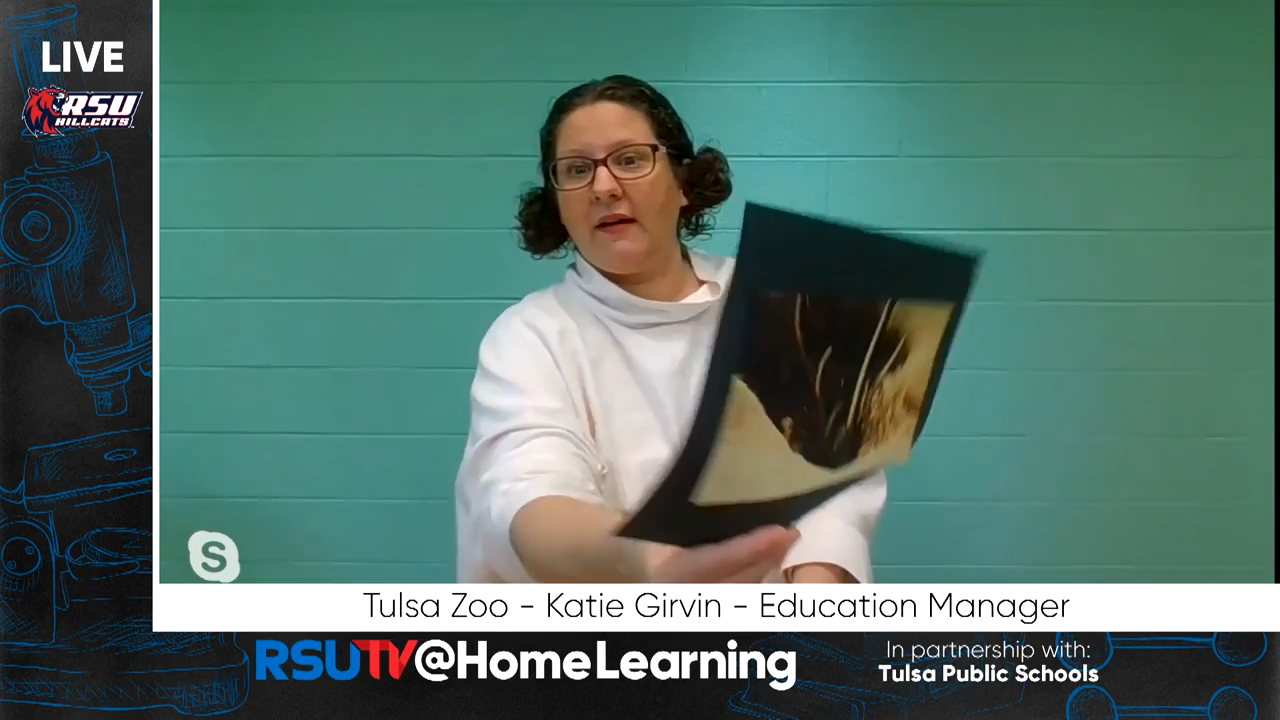 LIVE
RSU
HILLCATS
S
Tulsa Zoo - Katie Girvin - Education Manager
RSUTV@HomeLearning
In partnership with:
Tulsa Public Schools